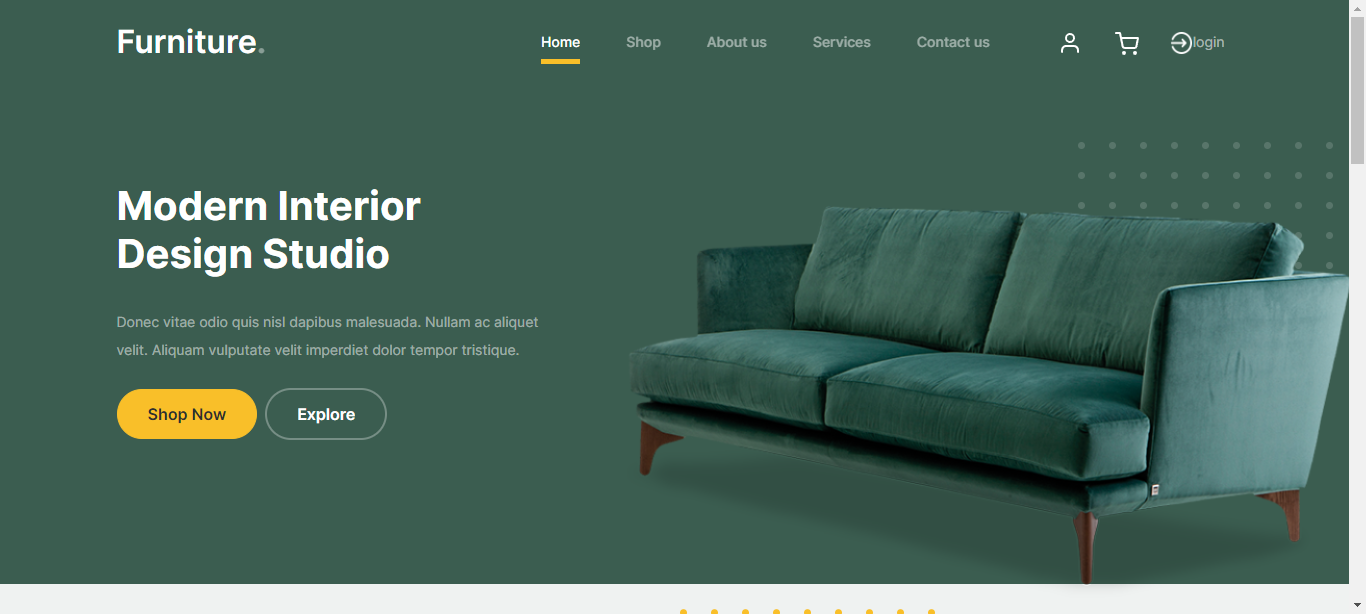 Furniture.
Home Shop About us Services Contact us login
Modern Interior
Design Studio
Donec vitae odio quis nisl dapibus malesuada. Nullam ac aliquet
velit. Aliquam vulputate velit imperdiet dolor tempor tristique.
Shop Now Explore